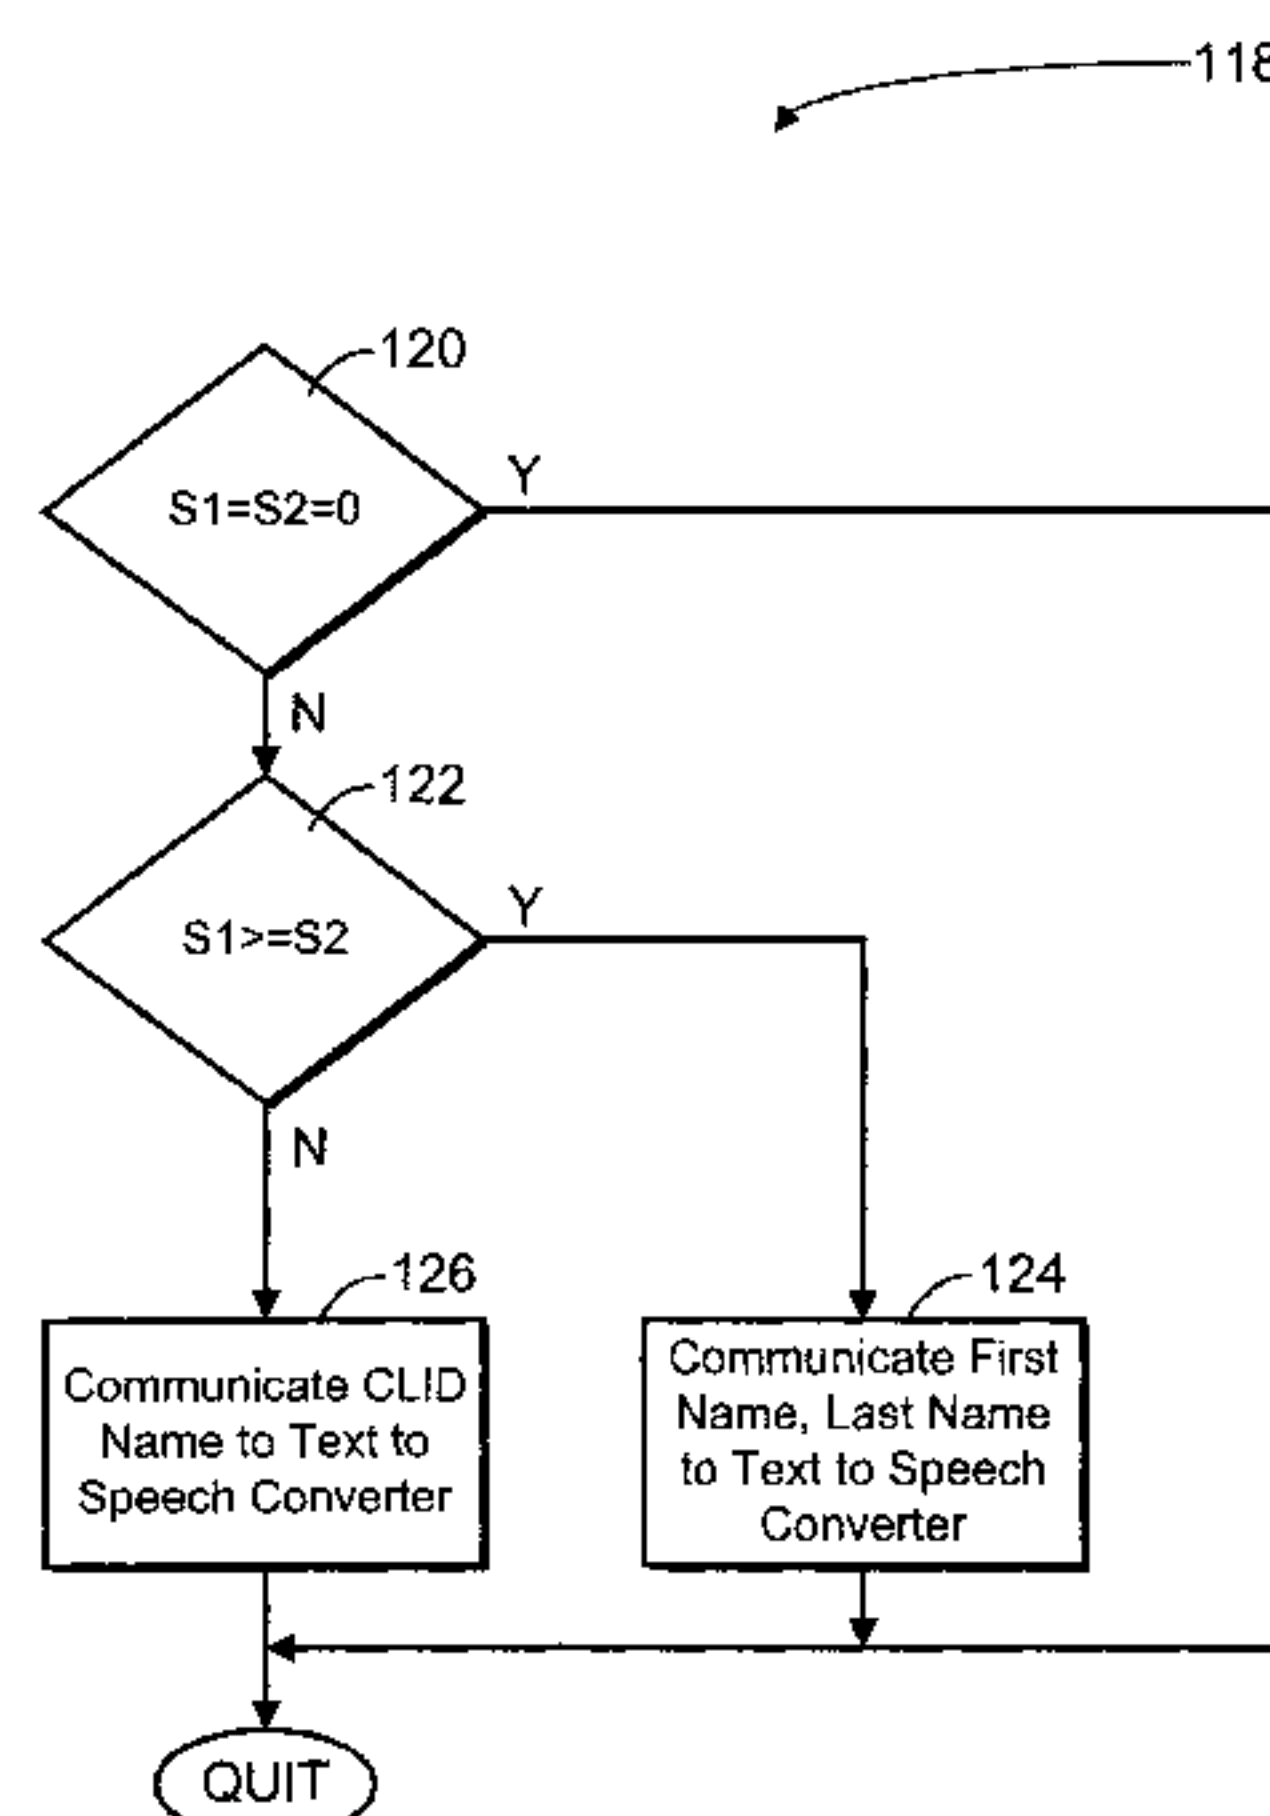 118
120
S1=S2=0
Y
N
122
S1>=S2
Y
N
126
Communicate CLID
Name to Text to
Speech Converter
124
Communicate First
Name, Last Name
to Text to Speech
Converter
QUIT